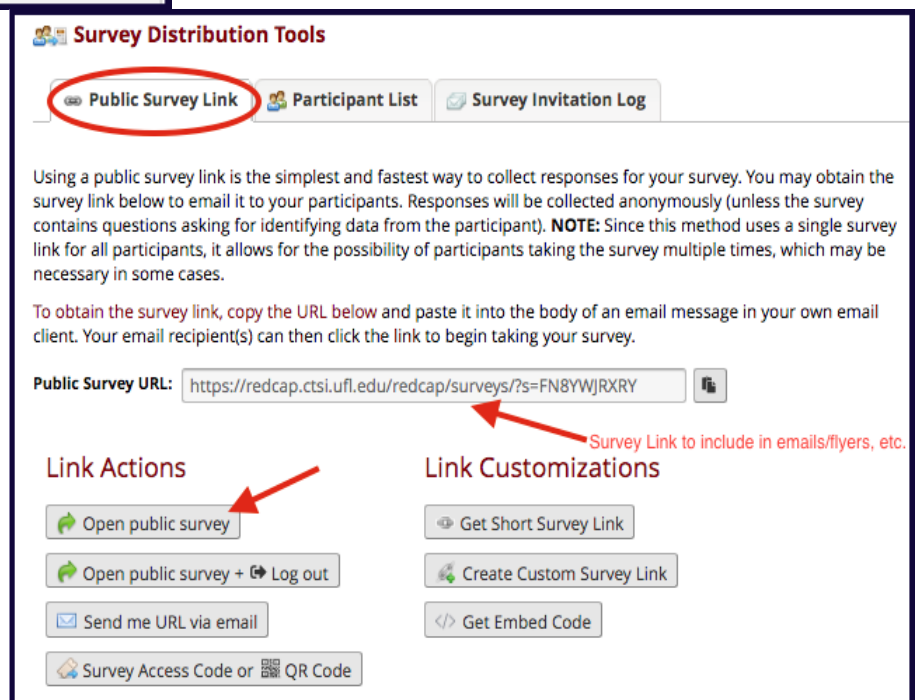 Survey Distribution Tools
Public Survey Link Participant List Survey Invitation Log
Using a public survey link is the simplest and fastest way to collect responses for your survey. You may obtain the
survey link below to email it to your participants. Responses will be collected anonymously (unless the survey
contains questions asking for identifying data from the participant). NOTE: Since this method uses a single survey
link for all participants, it allows for the possibility of participants taking the survey multiple times, which may be
necessary in some cases.
To obtain the survey link, copy the URL below and paste it into the body of an email message in your own email
client. Your email recipient(s) can then click the link to begin taking your survey.
Public Survey URL: https://redcap.ctsi.ufl.edu/redcap/surveys/?s=FN8YWJRXRY
Survey Link to include in emails/flyers, etc.
Link Actions
Open public survey
Open public survey + Log out
Send me URL via email
Survey Access Code or QR Code
Link Customizations
Get Short Survey Link
Create Custom Survey Link
</> Get Embed Code